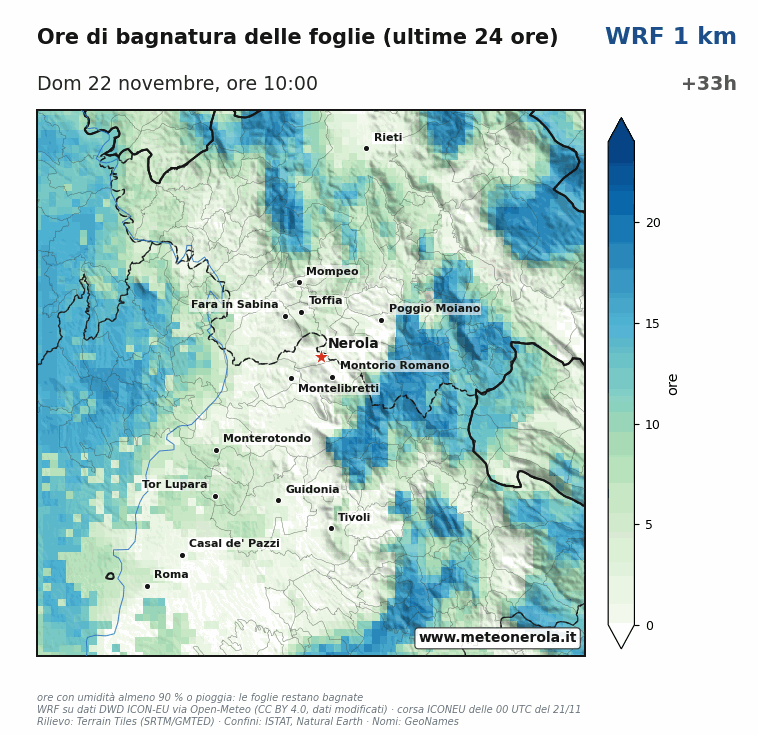 Ore di bagnatura delle foglie (ultime 24 ore)
WRF 1 km
Dom 22 novembre, ore 10:00
+33h
Rieti
Mompeo
Fara in Sabina
Toffia
Poggio Moiano
Nerola
Montorio Romano
Montelibretti
Monterotondo
Tor Lupara
Guidonia
Tivoli
Casal de' Pazzi
Roma
www.meteonerola.it
20
15
10
5
0
ore
ore con umidità almeno 90 % o pioggia: le foglie restano bagnate
WRF su dati DWD ICON-EU via Open-Meteo (CC BY 4.0, dati modificati) · corsa ICONEU delle 00 UTC del 21/11
Rilievo: Terrain Tiles (SRTM/GMTED) · Confini: ISTAT, Natural Earth · Nomi: GeoNames